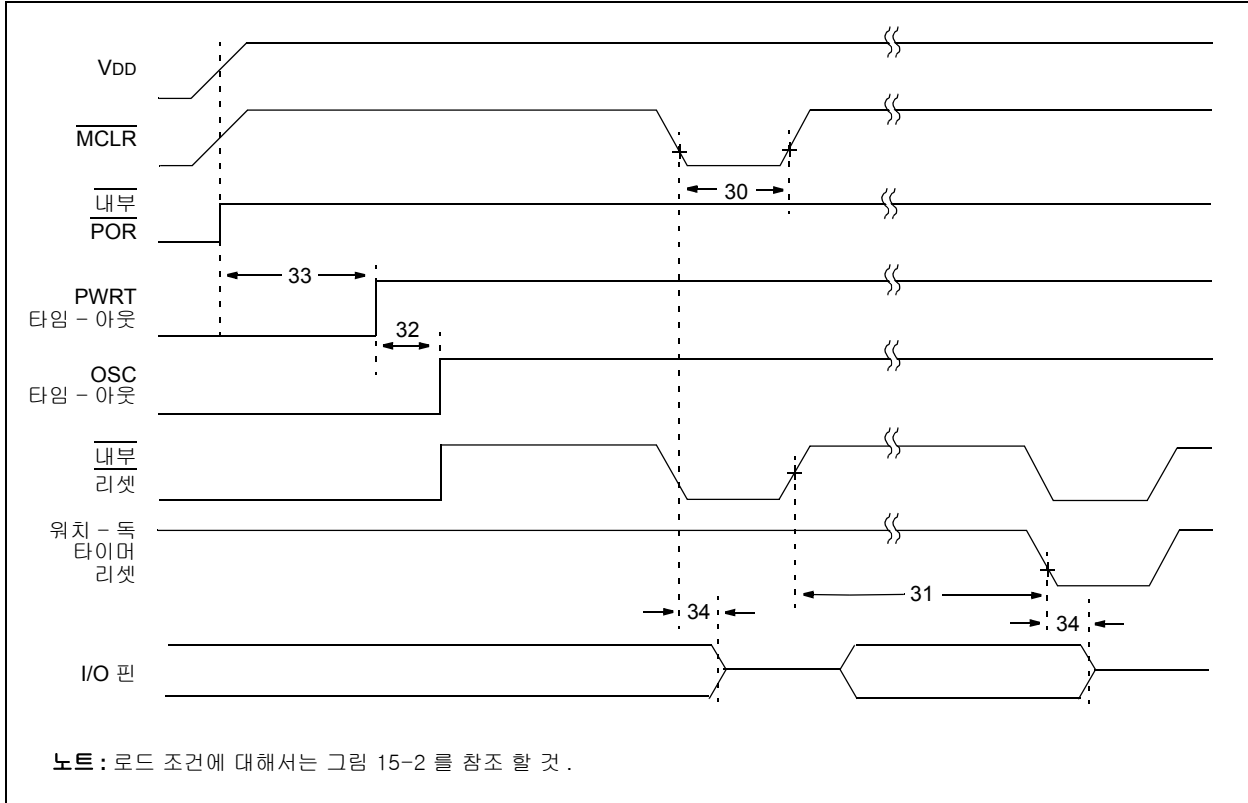 VDD
MCLR
내부
POR
30
33
PWRT
타임 - 아웃
32
OSC
타임 - 아웃
내부
리셋
위치 - 독
타이머
리셋
31
34
34
I/O 핀
노트 : 로드 조건에 대해서는 그림 15-2 를 참조 할 것 .